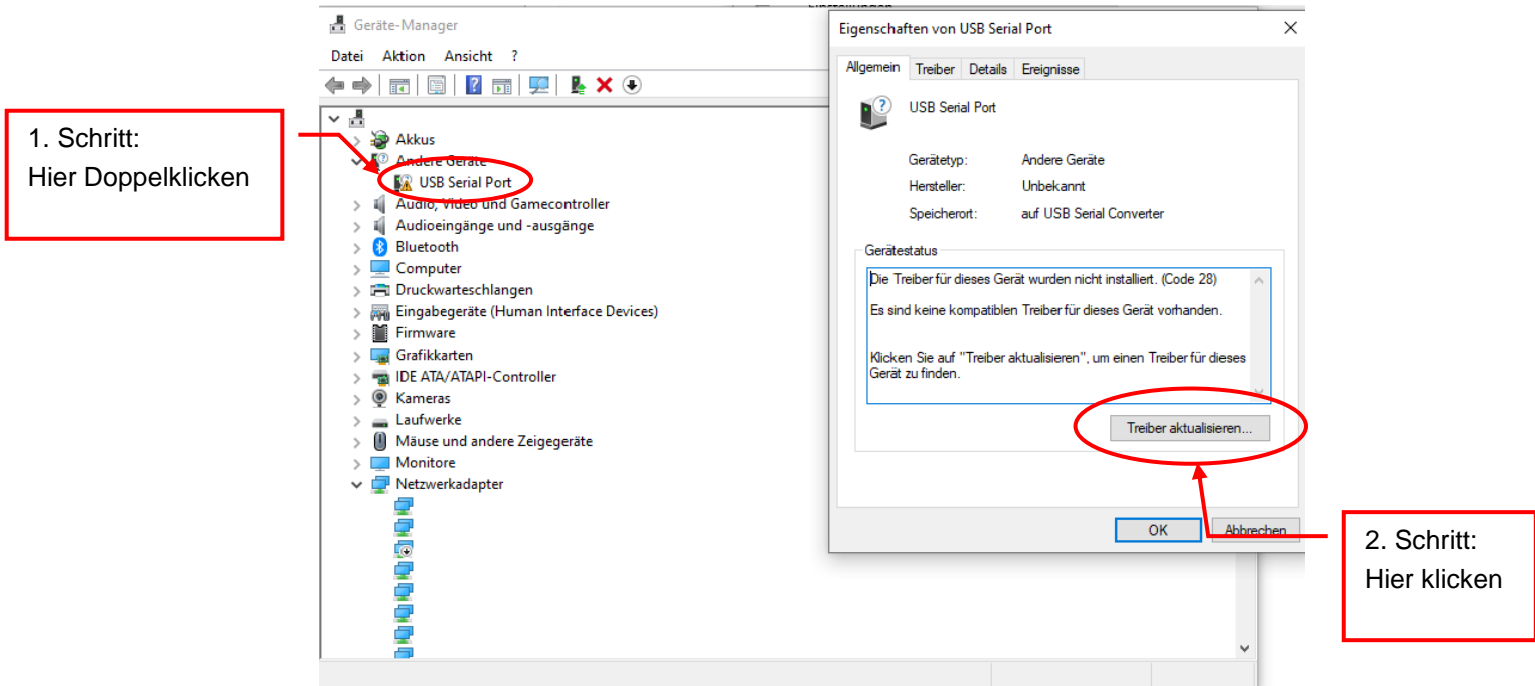 Einstellungen
Geräte-Manager
Datei Aktion Ansicht ?
1. Schritt:
Hier Doppelklicken
Akkus
Andere Geräte
USB Serial Port
Audio, Video und Gamecontroller
Audioeingänge und -ausgänge
Bluetooth
Computer
Druckwarteschlangen
Eingabegeräte (Human Interface Devices)
Firmware
Grafikkarten
IDE ATA/ATAPI-Controller
Kameras
Laufwerke
Mäuse und andere Zeigegeräte
Monitore
Netzwerkadapter
Eigenschaften von USB Serial Port
Allgemein Treiber Details Ereignisse
USB Serial Port
Gerätetyp: Andere Geräte
Hersteller: Unbekannt
Speicherort: auf USB Serial Converter
Gerätestatus
Die Treiber für dieses Gerät wurden nicht installiert. (Code 28)
Es sind keine kompatiblen Treiber für dieses Gerät vorhanden.
Klicken Sie auf "Treiber aktualisieren", um einen Treiber für dieses
Gerät zu finden.
Treiber aktualisieren...
OK Abbrechen
2. Schritt:
Hier klicken